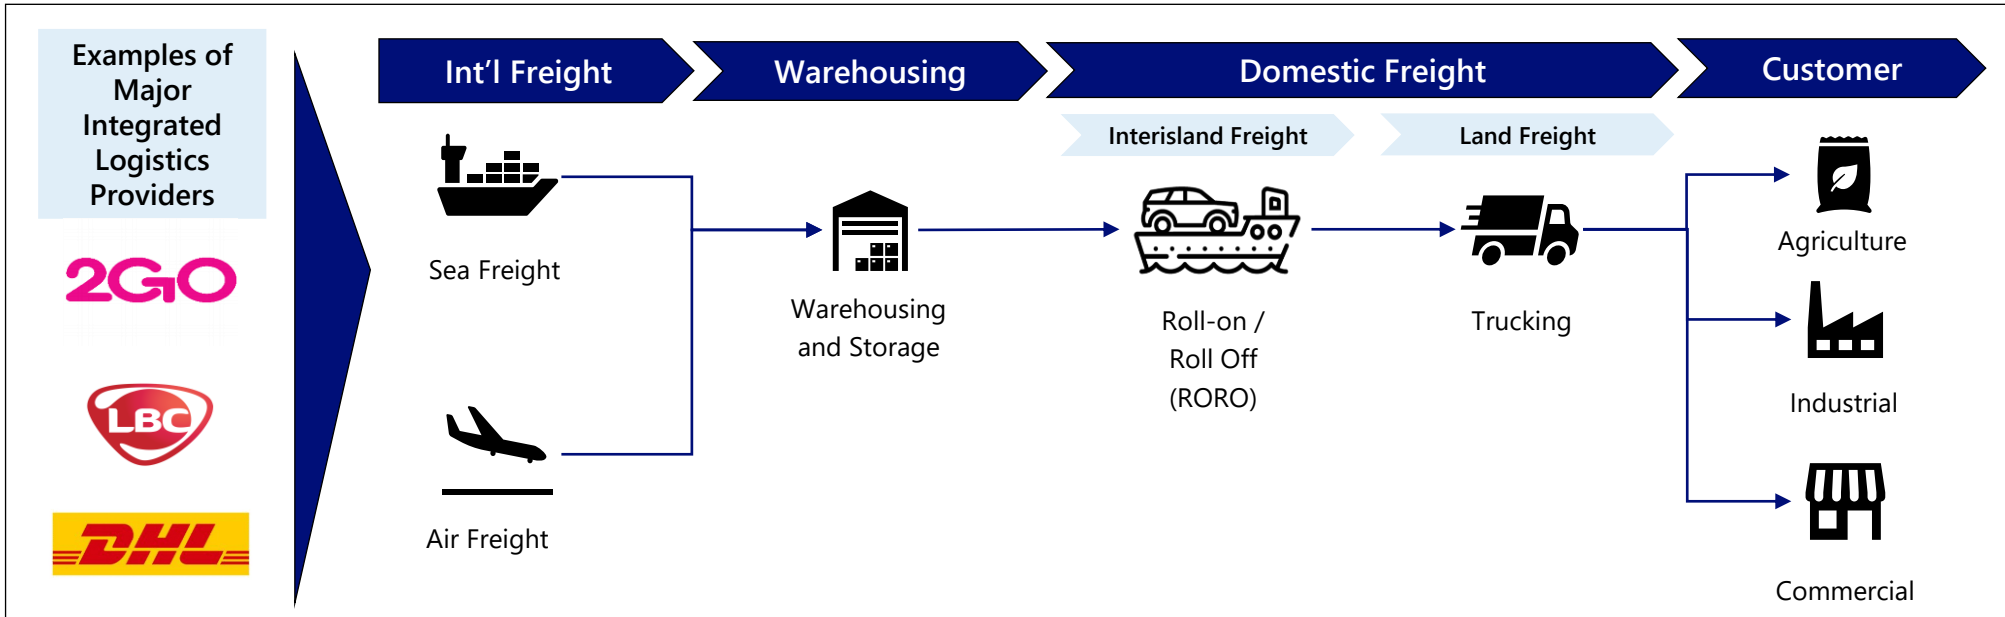 Examples of
Major
Integrated
Logistics
Providers
2GO
LBC
DHL
Int'l Freight
Warehousing
Domestic Freight
Customer
Interisland Freight
Land Freight
Sea Freight
Air Freight
Warehousing
and Storage
Roll-on /
Roll Off
(RORO)
Trucking
Agriculture
Industrial
Commercial